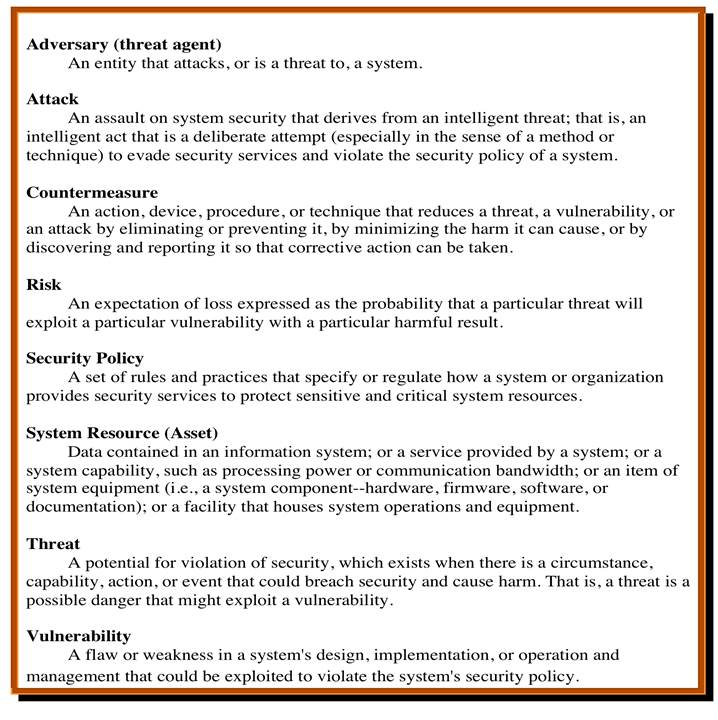 Adversary (threat agent)
An entity that attacks, or is a threat to, a system.
Attack
An assault on system security that derives from an intelligent threat; that is, an
intelligent act that is a deliberate attempt (especially in the sense of a method or
technique) to evade security services and violate the security policy of a system.
Countermeasure
An action, device, procedure, or technique that reduces a threat, a vulnerability, or
an attack by eliminating or preventing it, by minimizing the harm it can cause, or by
discovering and reporting it so that corrective action can be taken.
Risk
An expectation of loss expressed as the probability that a particular threat will
exploit a particular vulnerability with a particular harmful result.
Security Policy
A set of rules and practices that specify or regulate how a system or organization
provides security services to protect sensitive and critical system resources.
System Resource (Asset)
Data contained in an information system; or a service provided by a system; or a
system capability, such as processing power or communication bandwidth; or an item of
system equipment (i.e., a system component--hardware, firmware, software, or
documentation); or a facility that houses system operations and equipment.
Threat
A potential for violation of security, which exists when there is a circumstance,
capability, action, or event that could breach security and cause harm. That is, a threat is a
possible danger that might exploit a vulnerability.
Vulnerability
A flaw or weakness in a system's design, implementation, or operation and
management that could be exploited to violate the system's security policy.